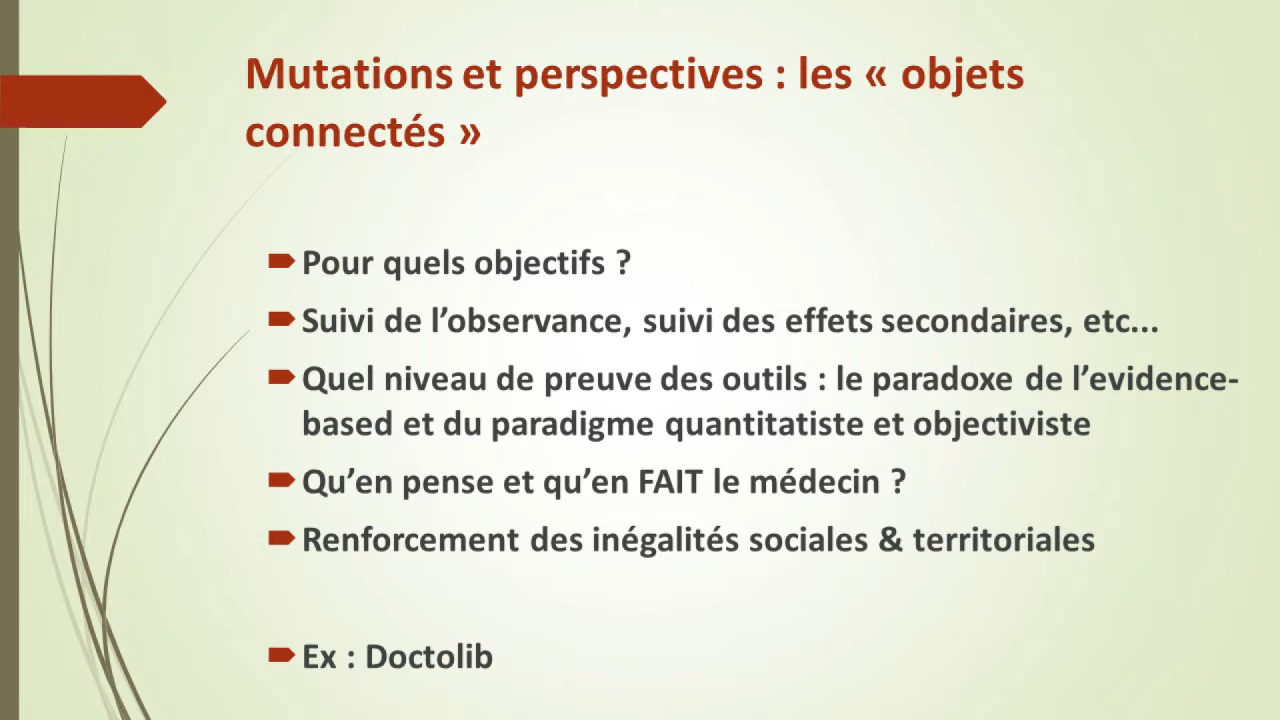 Mutations et perspectives : les « objets
connectés »
Pour quels objectifs ?
Suivi de l’observance, suivi des effets secondaires, etc...
Quel niveau de preuve des outils : le paradoxe de l’evidence-
based et du paradigme quantitatiste et objectiviste
Qu’en pense et qu’en FAIT le médecin ?
Renforcement des inégalités sociales & territoriales
Ex : Doctolib